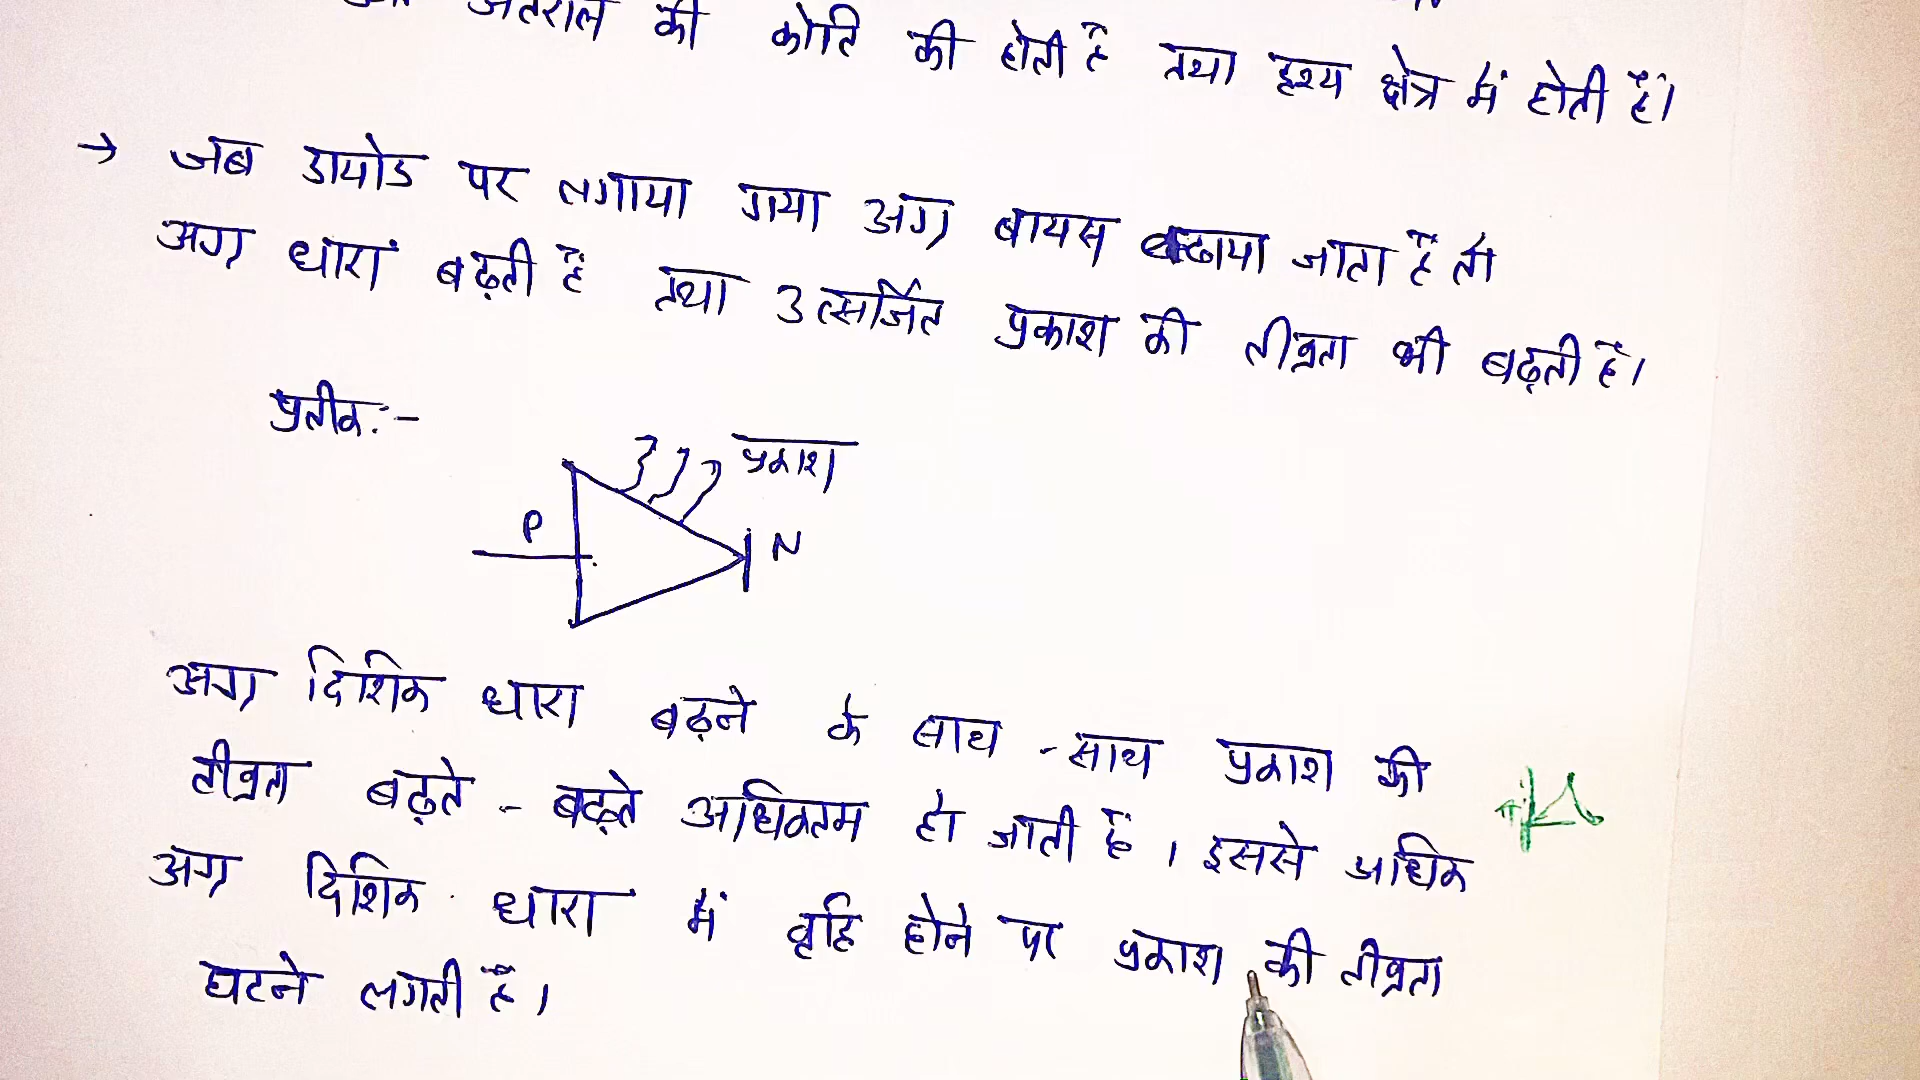 अंतराल की कोटि की होती है तथा दृश्य क्षेत्र में होती है।
→ जब डायोड पर लगाया गया अग्र बायस बढाया जाता है तो
अग्र धारा बढ़ती है तथा उत्सर्जित प्रकाश की तीव्रता भी बढ़ती है।
प्रतीक:-
प्रकाश
P
N
अग्र दिशिक धारा बढ़ने के साथ - साथ प्रकाश की
तीव्रता बढ़ते - बढ़ते अधिकतम हो जाती है। इससे अधिक
अग्र दिशिक धारा में वृद्धि होने पर प्रकाश की तीव्रता
घटने लगती है।